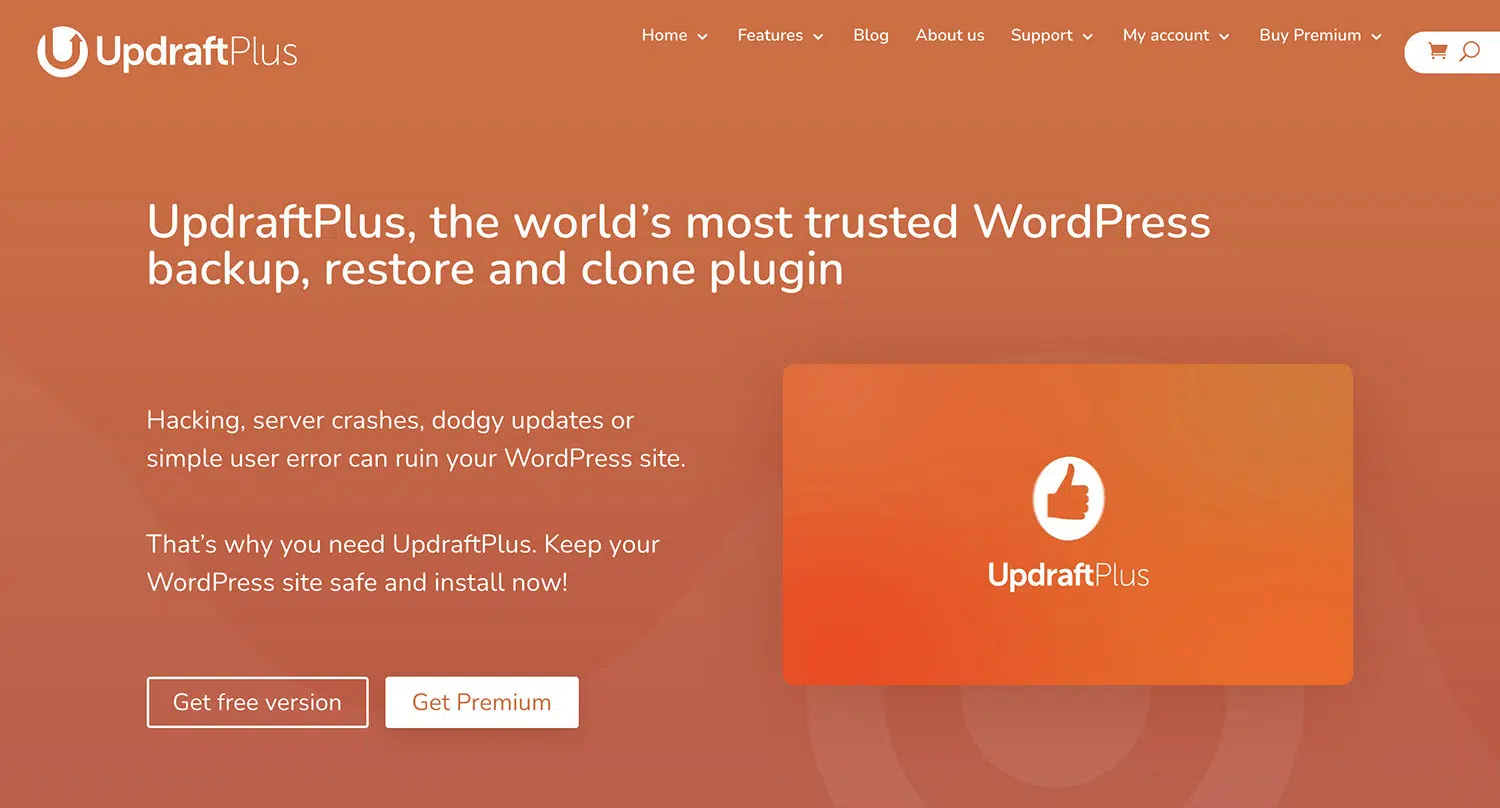 UpdraftPlus
Home
Features
Blog
About us
Support
My account
Buy Premium
UpdraftPlus, the world’s most trusted WordPress
backup, restore and clone plugin
Hacking, server crashes, dodgy updates or
simple user error can ruin your WordPress site.
That’s why you need UpdraftPlus. Keep your
WordPress site safe and install now!
UpdraftPlus
Get free version
Get Premium